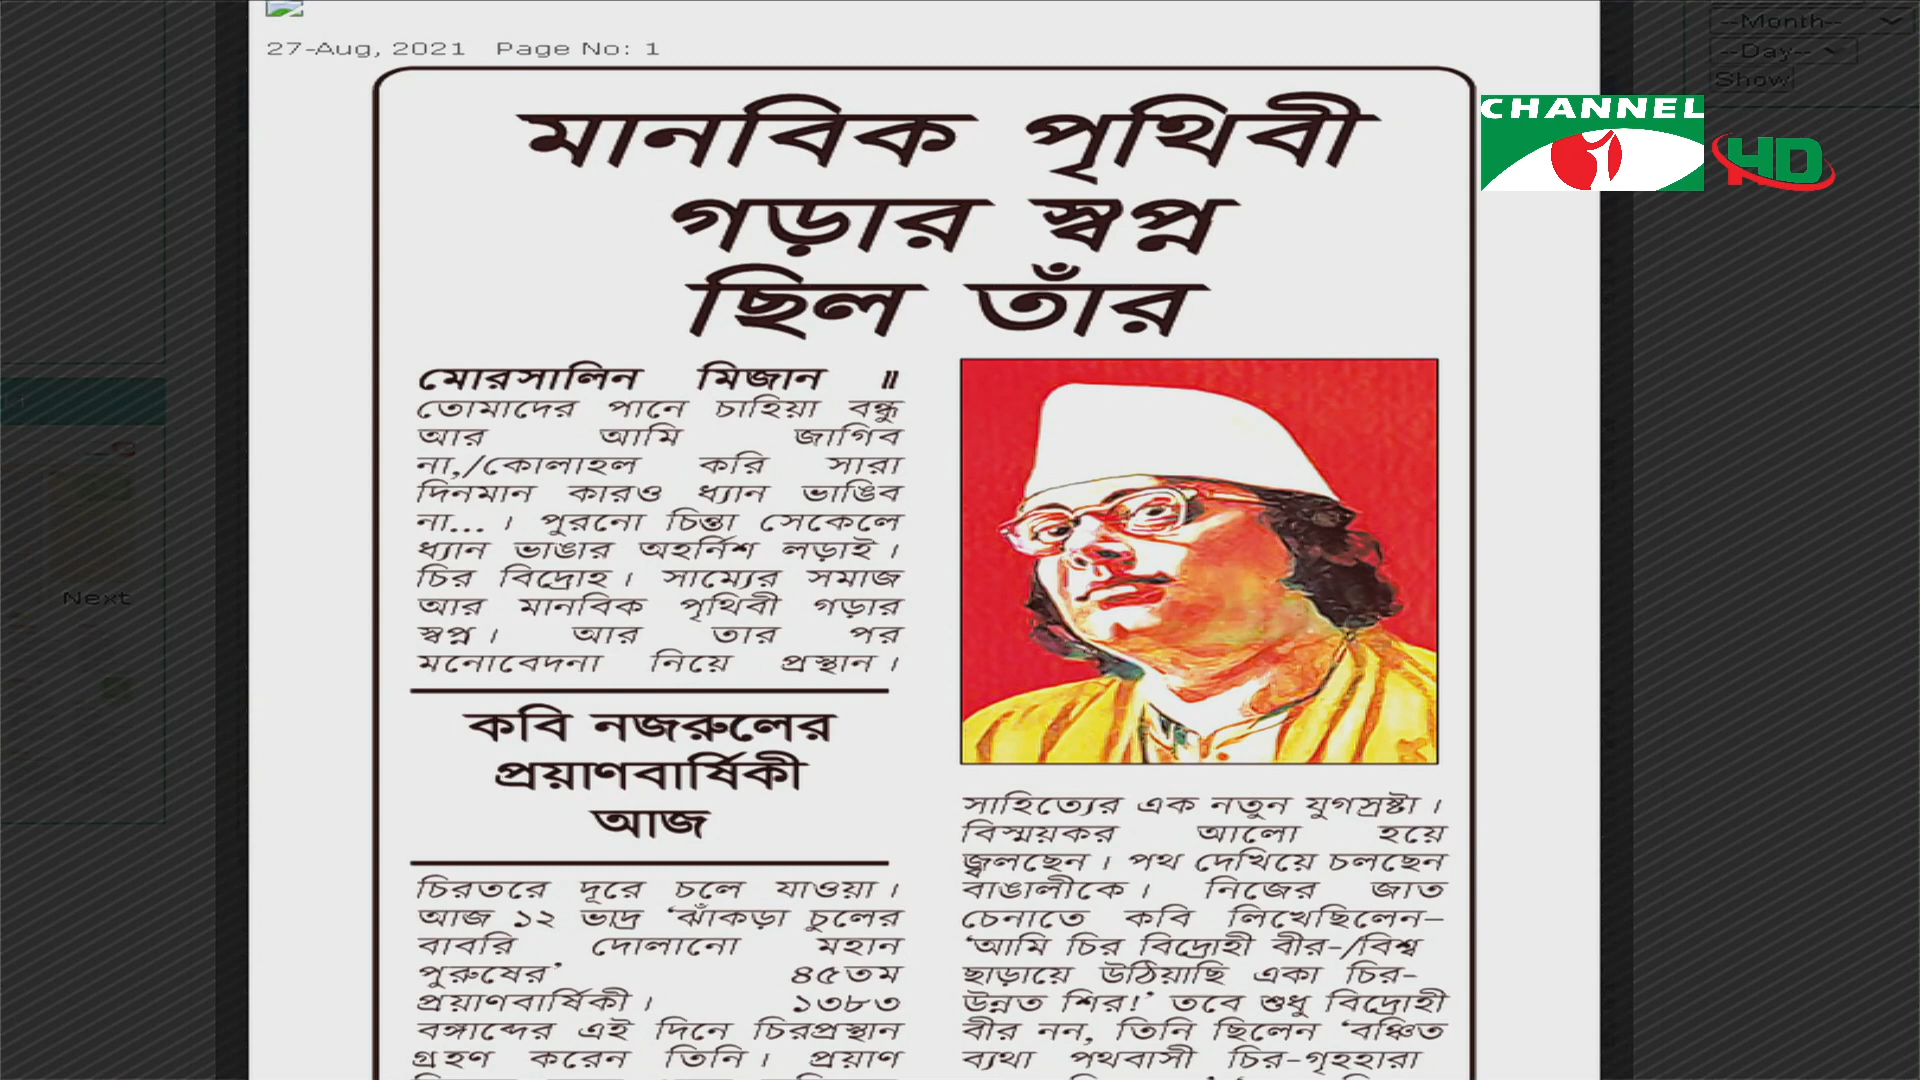 27-Aug, 2021 Page No: 1
--Month--
--Day--
Show
CHANNEL
HD
মানবিক পৃথিবী
গড়ার স্বপ্ন
ছিল তাঁর
মোরসালিন মিজান ॥
তোমাদের পানে চাহিয়া বন্ধু
আর আমি জাগিব
না,/কোলাহল করি সারা
দিনমান কারও ধ্যান ভাঙিব
না... । পুরনো চিন্তা সেকেলে
ধ্যান ভাঙার অহর্নিশ লড়াই।
চির বিদ্রোহ। সাম্যের সমাজ
আর মানবিক পৃথিবী গড়ার
স্বপ্ন। আর তার পর
মনোবেদনা নিয়ে প্রস্থান।
কবি নজরুলের
প্রয়াণবার্ষিকী
আজ
চিরতরে দূরে চলে যাওয়া।
আজ ১২ ভাদ্র ‘ঝাঁকড়া চুলের
বাবরি দোলানো মহান
পুরুষের’ ৪৫তম
প্রয়াণবার্ষিকী। ১৩৮৩
বঙ্গাব্দের এই দিনে চিরপ্রস্থান
গ্রহণ করেন তিনি। প্রয়াণ
সাহিত্যের এক নতুন যুগস্রষ্টা।
বিস্ময়কর আলো হয়ে
জ্বলছেন। পথ দেখিয়ে চলছেন
বাঙালীকে। নিজের জাত
চেনাতে কবি লিখেছিলেন–
‘আমি চির বিদ্রোহী বীর-/বিশ্ব
ছাড়ায়ে উঠিয়াছি একা চির-
উন্নত শির!’ তবে শুধু বিদ্রোহী
বীর নন, তিনি ছিলেন ‘বঞ্চিত
ব্যথা পথবাসী চির-গৃহহারা
Next